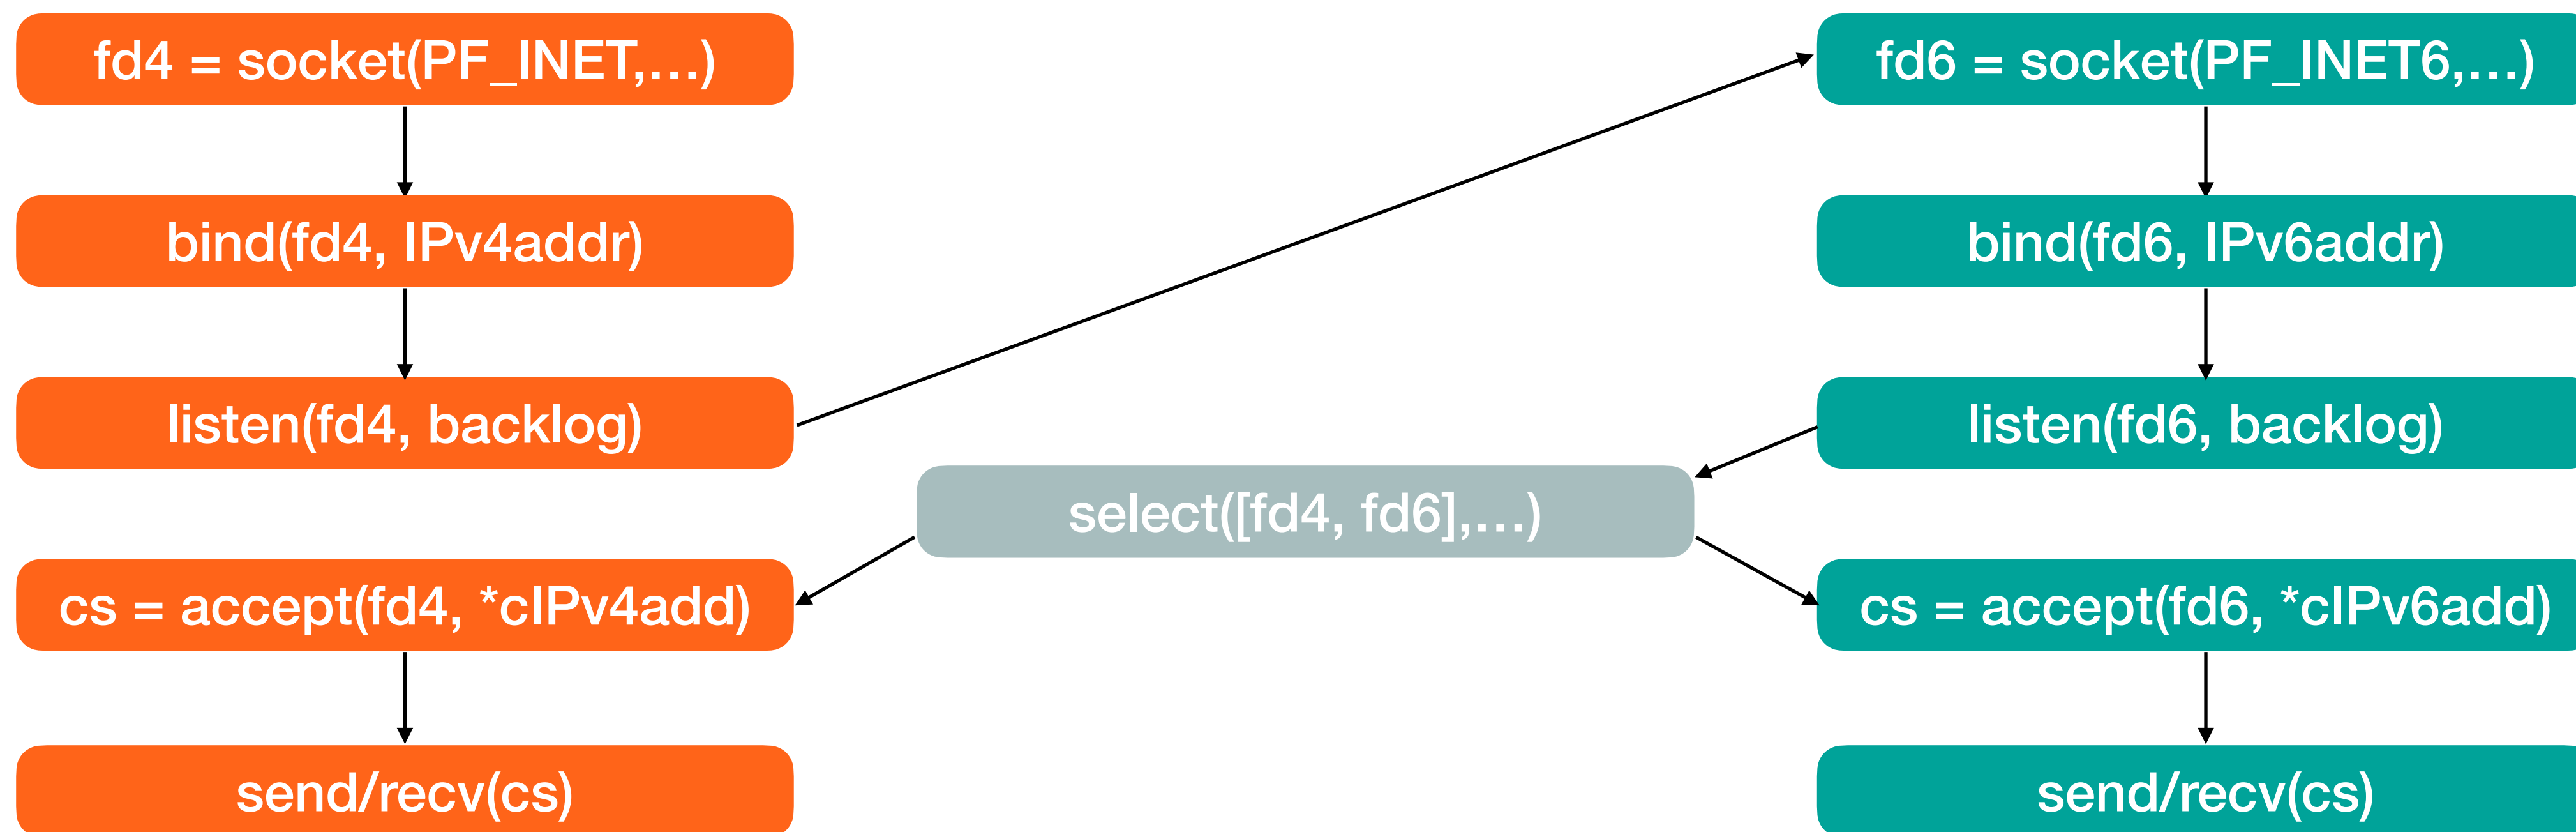 fd4 = socket(PF_INET,…)
bind(fd4, IPv4addr)
listen(fd4, backlog)
fd6 = socket(PF_INET6,…)
bind(fd6, IPv6addr)
listen(fd6, backlog)
select([fd4, fd6],…)
cs = accept(fd4, *cIPv4add)
send/recv(cs)
cs = accept(fd6, *cIPv6add)
send/recv(cs)